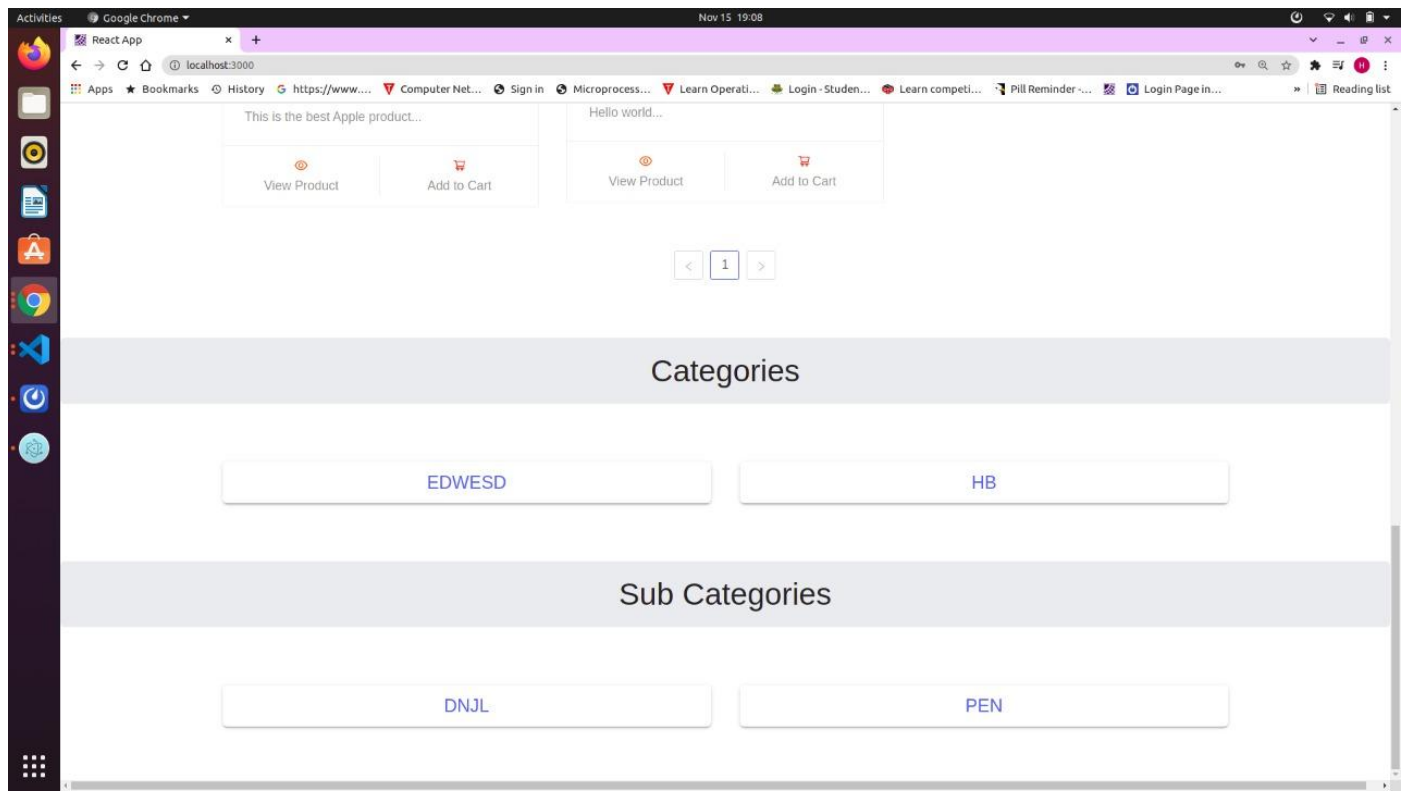 Activities Google Chrome Nov 15 19:08
React App
localhost:3000
Apps Bookmarks History https://www.... Computer Net... Sign in Microprocess... Learn Operati... Login - Studen... Learn competi... Pill Reminder -... Login Page in... » Reading list
This is the best Apple product...
Hello world...
View Product Add to Cart
View Product Add to Cart
< 1 >
Categories
EDWESD HB
Sub Categories
DNJL PEN